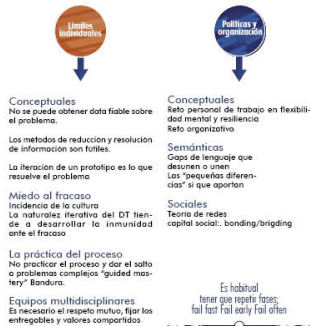 Límites
individuales
Conceptuales
No se puede obtener data fiable sobre
el problema.
Los métodos de reducción y resolución
de información son fútiles.
La iteración de un prototipo es lo que
resuelve el problema
Miedo al fracaso
Incidencia de la cultura
La naturalez iterativa del DT tien-
de a desarrollar la inmunidad
ante el fracaso
La práctica del proceso
No practicar el proceso y dar el salto
a problemas complejos "guided mas-
tery" Bandura.
Equipos multidisciplinares
Es necesario el respeto mutuo, fijar los
entregables y valores compartidos
Políticas y
organización
Conceptuales
Reto personal de trabajo en flexibili-
dad mental y resiliencia
Reto organizativo
Semánticas
Gaps de lenguaje que
desunen o unen
Las "pequeñas diferen-
cias" si que aportan
Sociales
Teoría de redes
capital social:. bonding/brigding
Es habitual
tener que repetir fases;
fail fast Fail early Fail often